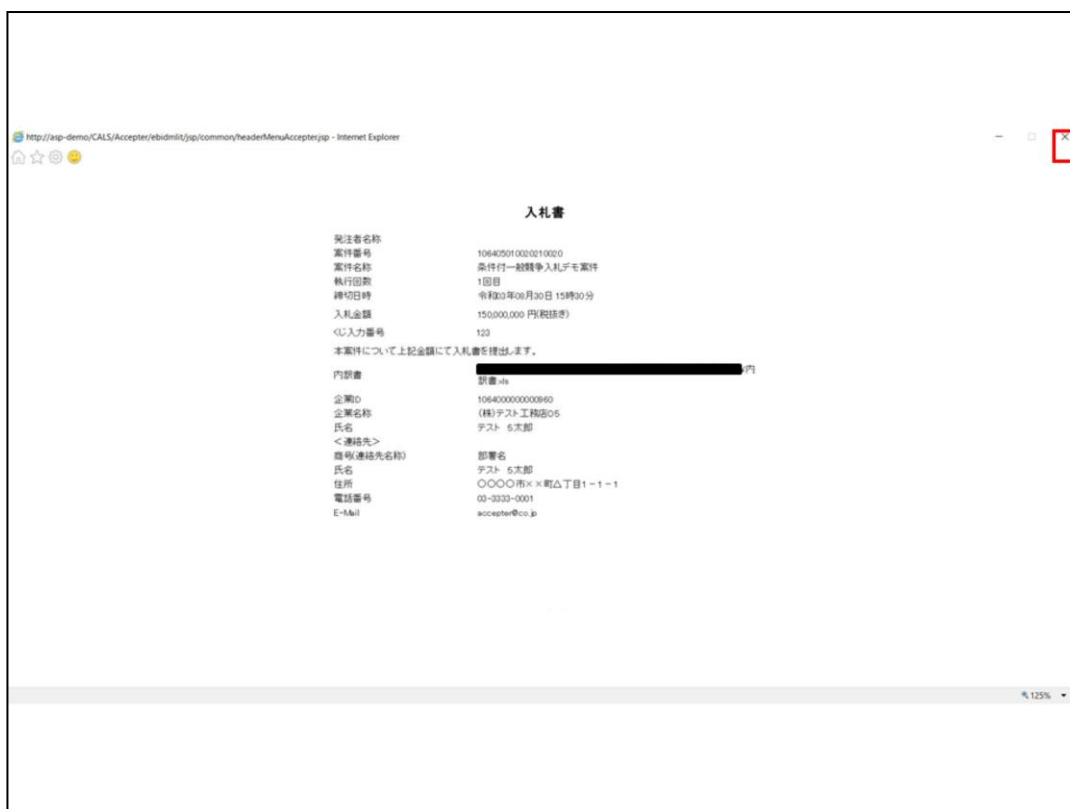 http://asp-demo/CALS/Accepter/ebidmlit/jsp/common/headerMenuAccepter.jsp - Internet Explorer
入札書
発注者名称
案件番号 106405010020210020
案件名称 条件付一般競争入札デモ案件
執行回数 1回目
締切日時 令和03年08月30日 15時30分
入札金額 150,000,000 円(税抜き)
くじ入力番号 123
本案件について上記金額にて入札書を提出します。
内訳書 \内
訳書.xls
企業ID 1064000000000960
企業名称 (株)テスト工務店05
氏名 テスト 5太郎
<連絡先>
商号(連絡先名称) 部署名
氏名 テスト 5太郎
住所 〇〇〇〇市××町△丁目1-1-1
電話番号 03-3333-0001
E-Mail accepter@co.jp
125%